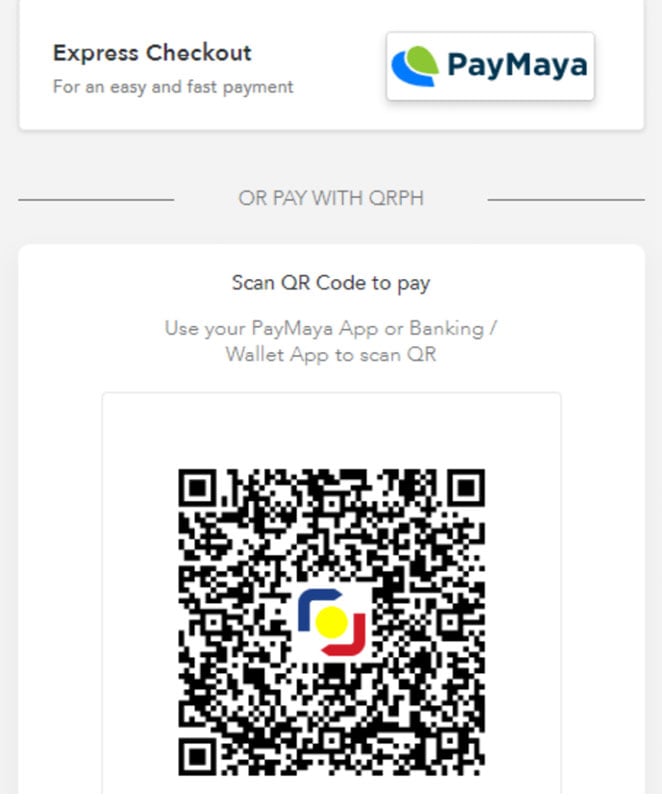 Express Checkout
For an easy and fast payment
PayMaya
OR PAY WITH QRPH
Scan QR Code to pay
Use your PayMaya App or Banking /
Wallet App to scan QR